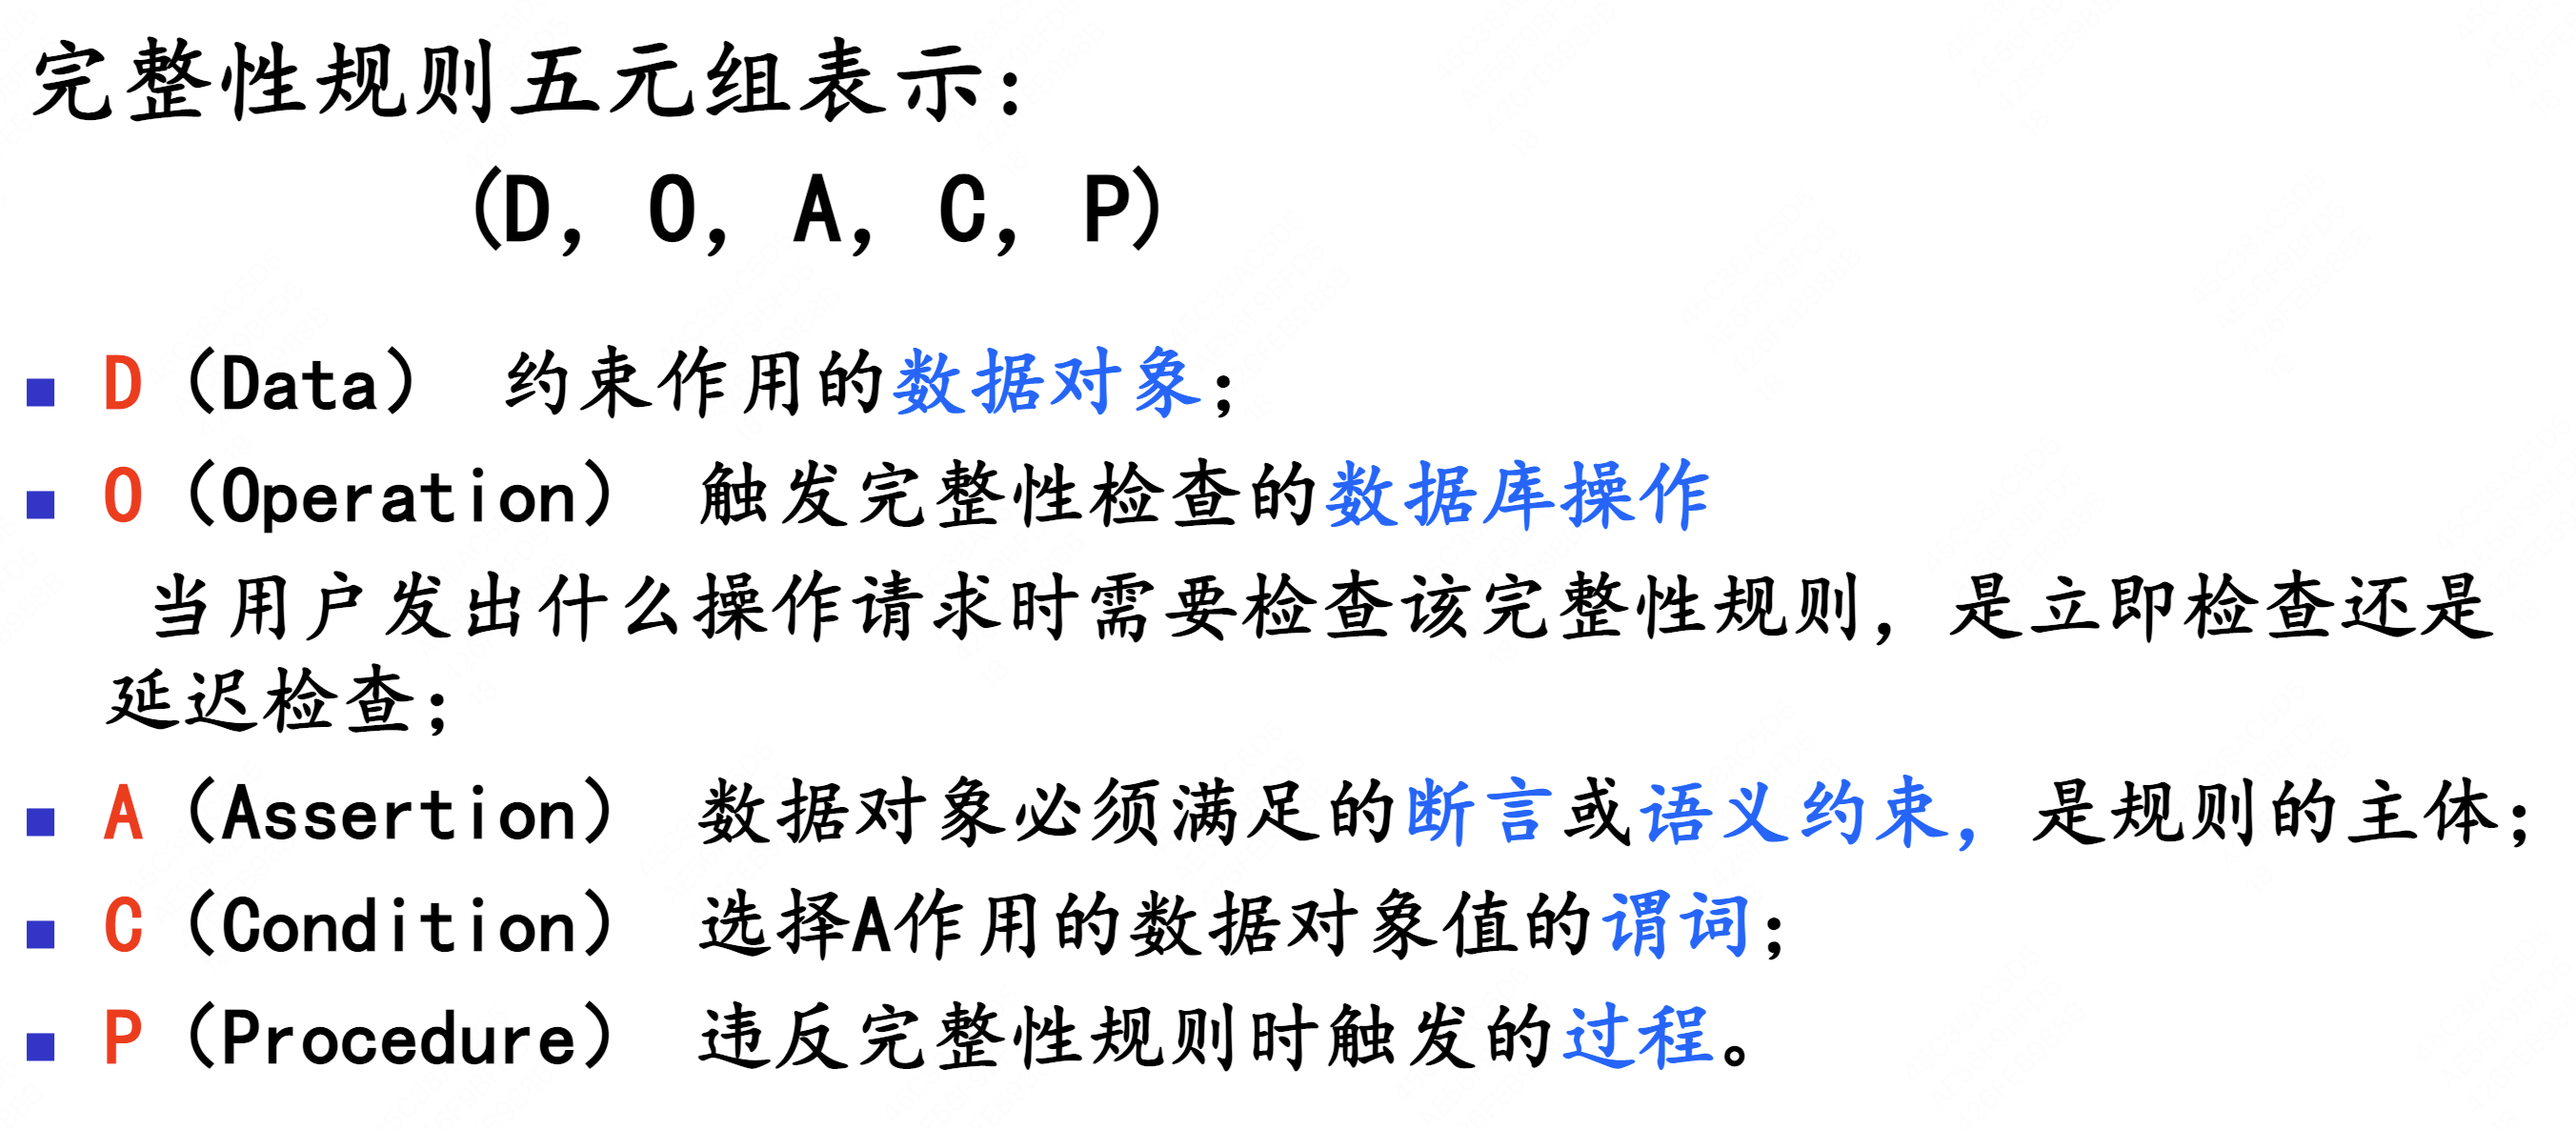 完整性规则五元组表示：
(D, O, A, C, P)
D（Data） 约束作用的数据对象；
O（Operation） 触发完整性检查的数据库操作
当用户发出什么操作请求时需要检查该完整性规则，是立即检查还是
延迟检查；
A（Assertion） 数据对象必须满足的断言或语义约束，是规则的主体；
C（Condition） 选择A作用的数据对象值的谓词；
P（Procedure） 违反完整性规则时触发的过程。